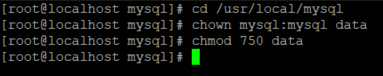 [root@localhost mysql]# cd /usr/local/mysql
[root@localhost mysql]# chown mysql:mysql data
[root@localhost mysql]# chmod 750 data
[root@localhost mysql]#